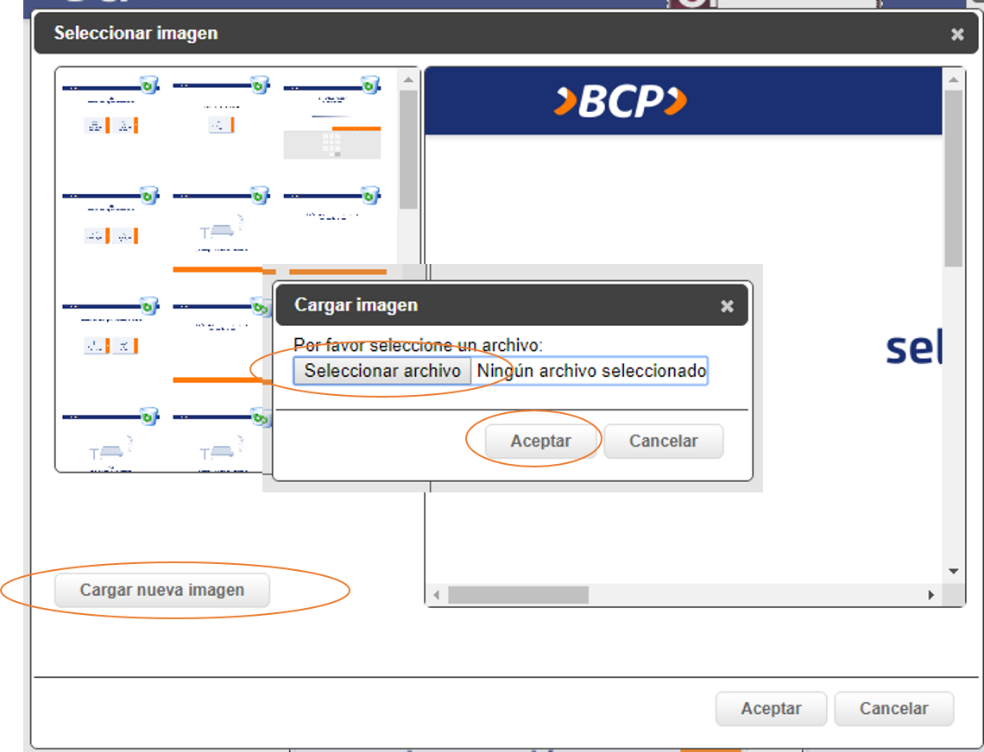 Seleccionar imagen
BCP
sel
Cargar imagen
Por favor seleccione un archivo:
Seleccionar archivo Ningún archivo seleccionado
Aceptar Cancelar
Cargar nueva imagen
Aceptar Cancelar